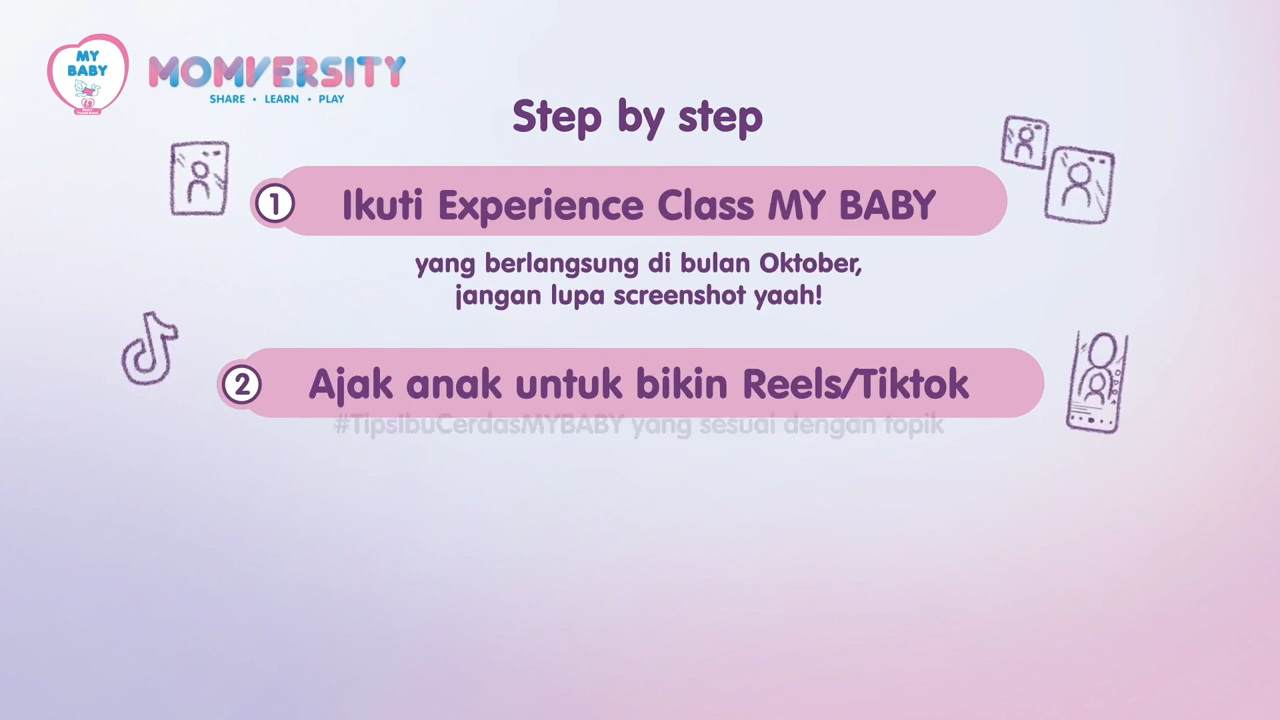 MY
BABY
MOMVERSITY
SHARE • LEARN • PLAY
Step by step
1 Ikuti Experience Class MY BABY
yang berlangsung di bulan Oktober,
jangan lupa screenshot yaah!
2 Ajak anak untuk bikin Reels/Tiktok
#TipsIbuCerdasMYBABY yang sesuai dengan topik